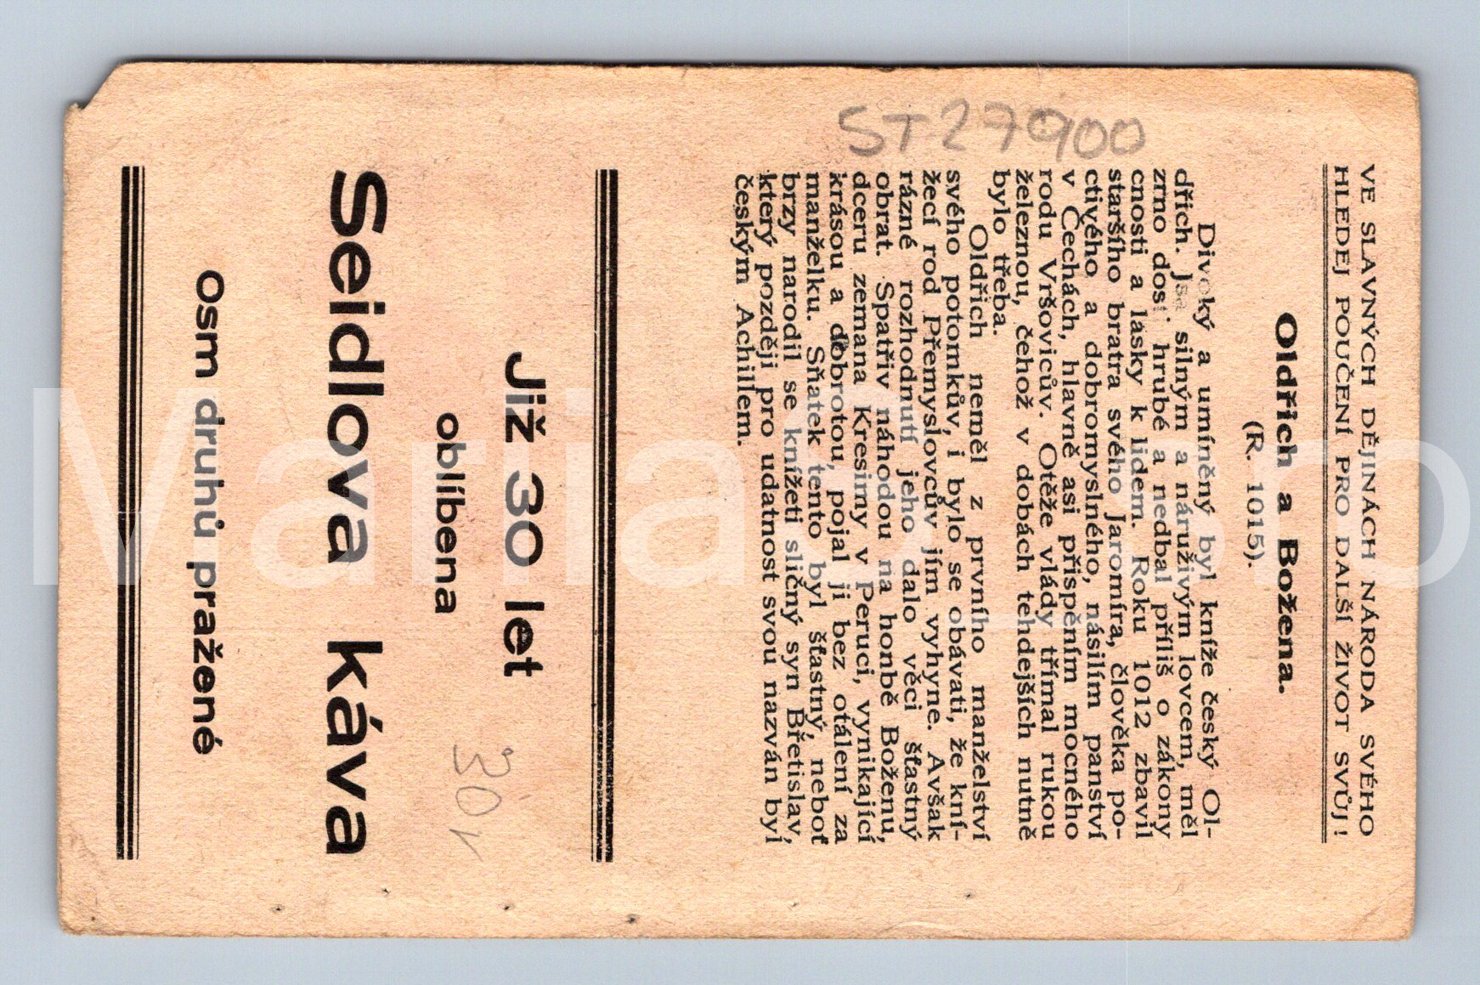 ST27900
VE SLAVNÝCH DĚJINÁCH NÁRODA SVÉHO
HLEDEJ POUČENÍ PRO DALŠÍ ŽIVOT SVŮJ!
Oldřich a Božena.
(R. 1015).
Divoký a umíněný byl kníže český Ol-
dřich. Jsa silným a náruživým lovcem, měl
zrno dosť hrubé a nedbal příliš o zákony
cnosti a lásky k lidem. Roku 1012 zbavil
staršího bratra svého Jaromíra, člověka po-
ctivého a dobromyslného, násilím panství
v Čechách, hlavně asi přispěním mocného
rodu Vršovicův. Otěže vlády třímal rukou
železnou, čehož v dobách tehdejších nutně
bylo třeba.
Oldřich neměl z prvního manželství
svého potomkův, i bylo se obávati, že kní-
žecí rod Přemyslovcův jím vyhyne. Avšak
rázné rozhodnutí jeho dalo věci šťastný
obrat. Spatřiv náhodou na honbě Boženu,
dceru zemana Kresiny v Peruci, vynikající
krásou a dobrotou, pojal ji bez otálení za
manželku. Sňatek tento byl šťastný, neboť
brzy narodil se knížeti sličný syn Břetislav,
který později pro udatnost svou nazván byl
českým Achillem.
Již 30 let
oblíbena
Seidlova káva
osm druhů pražené